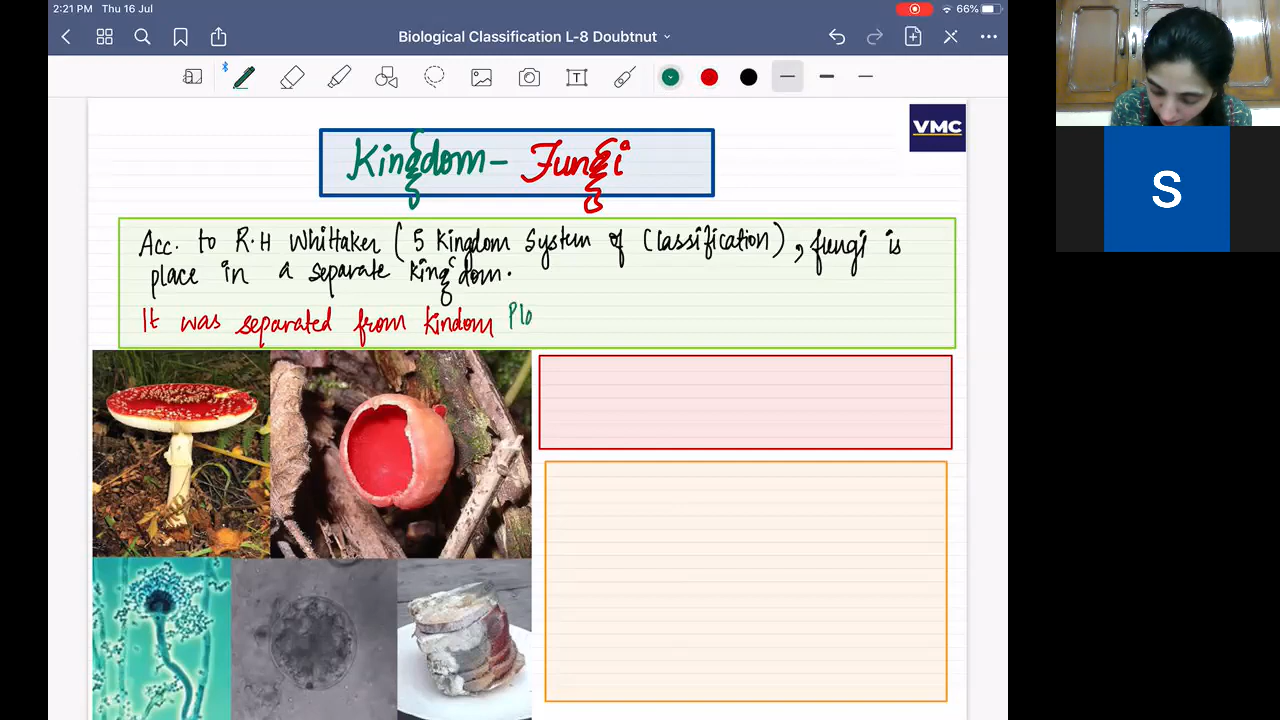 2:21 PM Thu 16 Jul
66%
Biological Classification L-8 Doubtnut
T
VMC
Kingdom- Fungi
Acc. to R.H Whittaker (5 Kingdom System of Classification), fungi is
place in a separate Kingdom.
It was separated from Kindom Pla
S